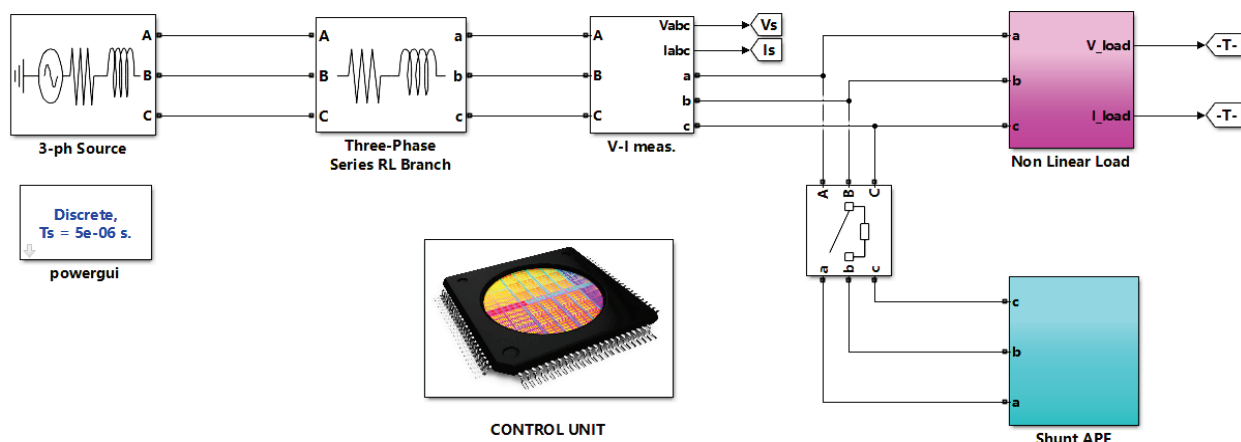 A
B
C
3-ph Source
A
B
C
a
b
c
Three-Phase
Series RL Branch
A
B
C
Vabc
Iabc
a
b
c
V-I meas.
Vs
Is
a
b
c
V_load
I_load
Non Linear Load
-T-
-T-
Discrete,
Ts = 5e-06 s.
powergui
A
B
C
a
b
c
CONTROL UNIT
c
b
a
Shunt APF